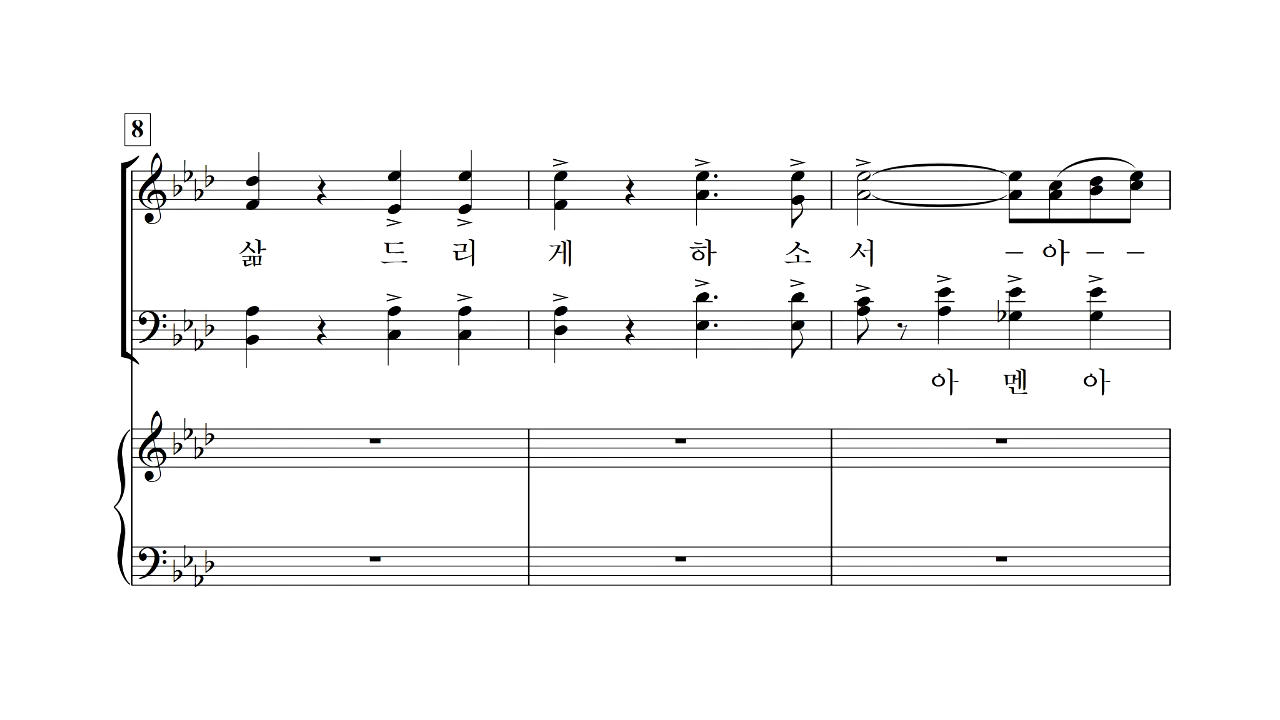 8
삶 드 리 게 하 소 서 – 아 – –
아 멘 아